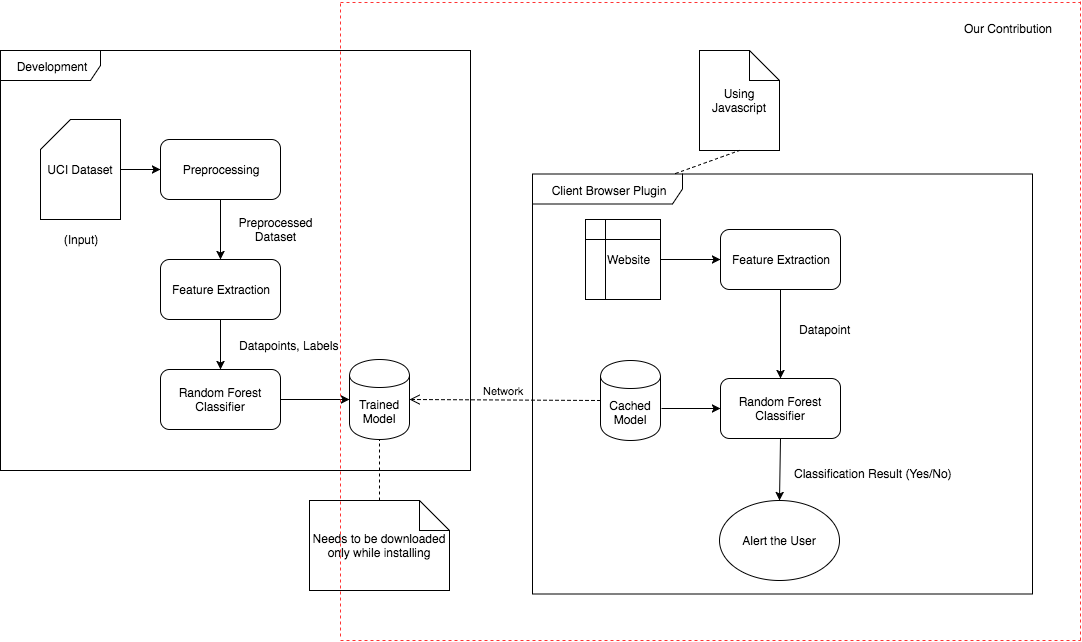 Our Contribution
Development
Using
Javascript
UCI Dataset
Preprocessing
(Input)
Preprocessed
Dataset
Feature Extraction
Datapoints, Labels
Random Forest
Classifier
Trained
Model
Needs to be downloaded
only while installing
Network
Client Browser Plugin
Website
Feature Extraction
Datapoint
Cached
Model
Random Forest
Classifier
Classification Result (Yes/No)
Alert the User